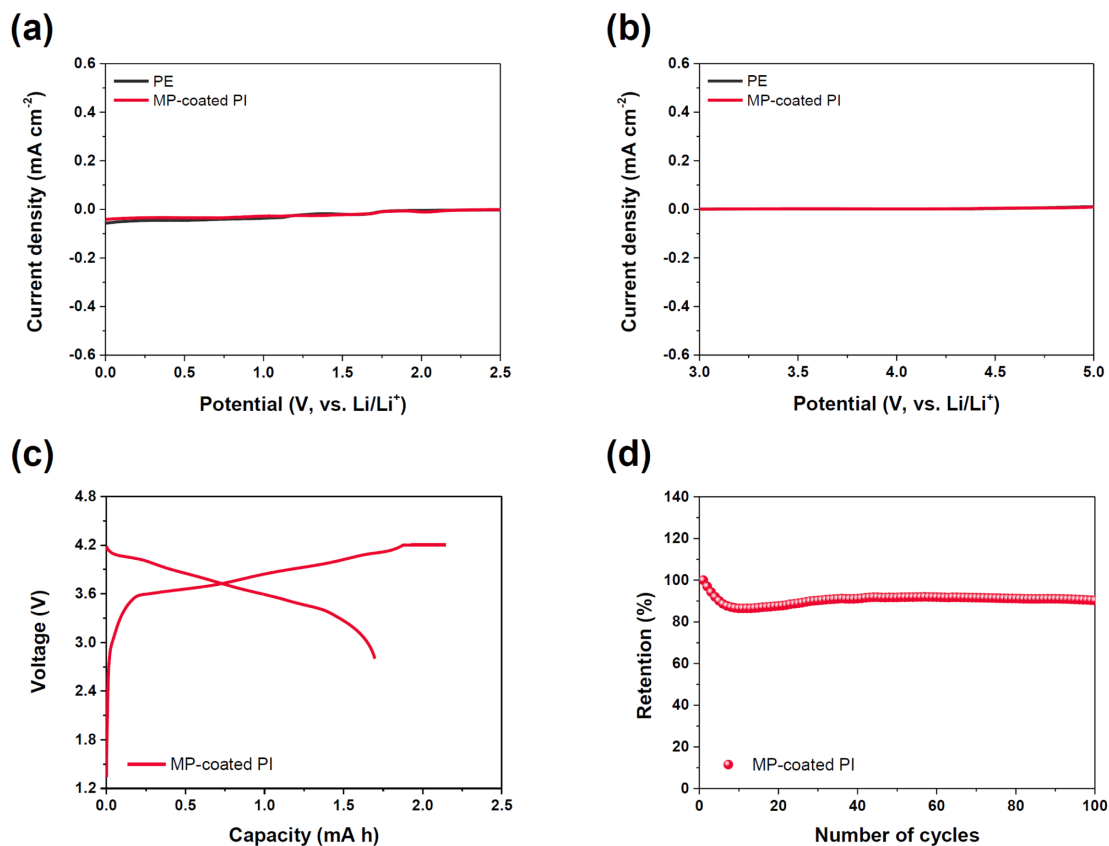 (a)
0.6
0.4
0.2
0.0
-0.2
-0.4
-0.6
0.0
0.5
1.0
1.5
2.0
2.5
PE
MP-coated PI
Current density (mA cm⁻²)
Potential (V, vs. Li/Li⁺)
(b)
0.6
0.4
0.2
0.0
-0.2
-0.4
-0.6
3.0
3.5
4.0
4.5
5.0
PE
MP-coated PI
Current density (mA cm⁻²)
Potential (V, vs. Li/Li⁺)
(c)
4.8
4.2
3.6
3.0
2.4
1.8
1.2
0.0
0.5
1.0
1.5
2.0
2.5
MP-coated PI
Voltage (V)
Capacity (mA h)
(d)
140
120
100
80
60
40
20
0
0
20
40
60
80
100
MP-coated PI
Retention (%)
Number of cycles